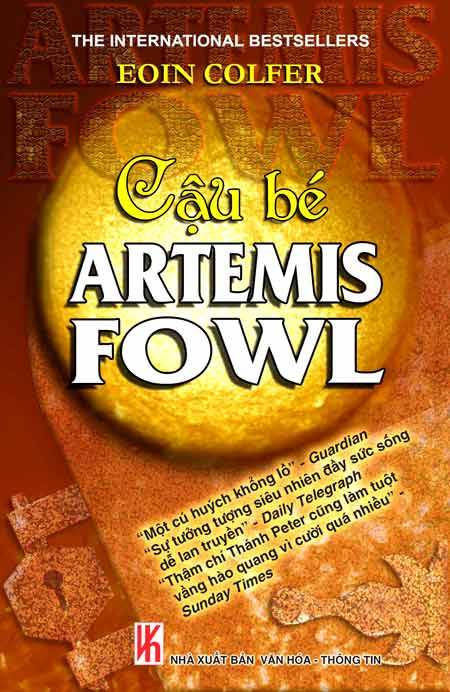 ARTEMIS
FOWL
THE INTERNATIONAL BESTSELLERS
EOIN COLFER
Cậu bé
ARTEMIS
FOWL
"Một cú huých khổng lồ" - Guardian
"Sự tưởng tượng siêu nhiên đầy sức sống
dễ lan truyền" - Daily Telegraph
"Thậm chí Thánh Peter cũng làm tuột
vầng hào quang vì cười quá nhiều" -
Sunday Times
NHÀ XUẤT BẢN VĂN HÓA - THÔNG TIN